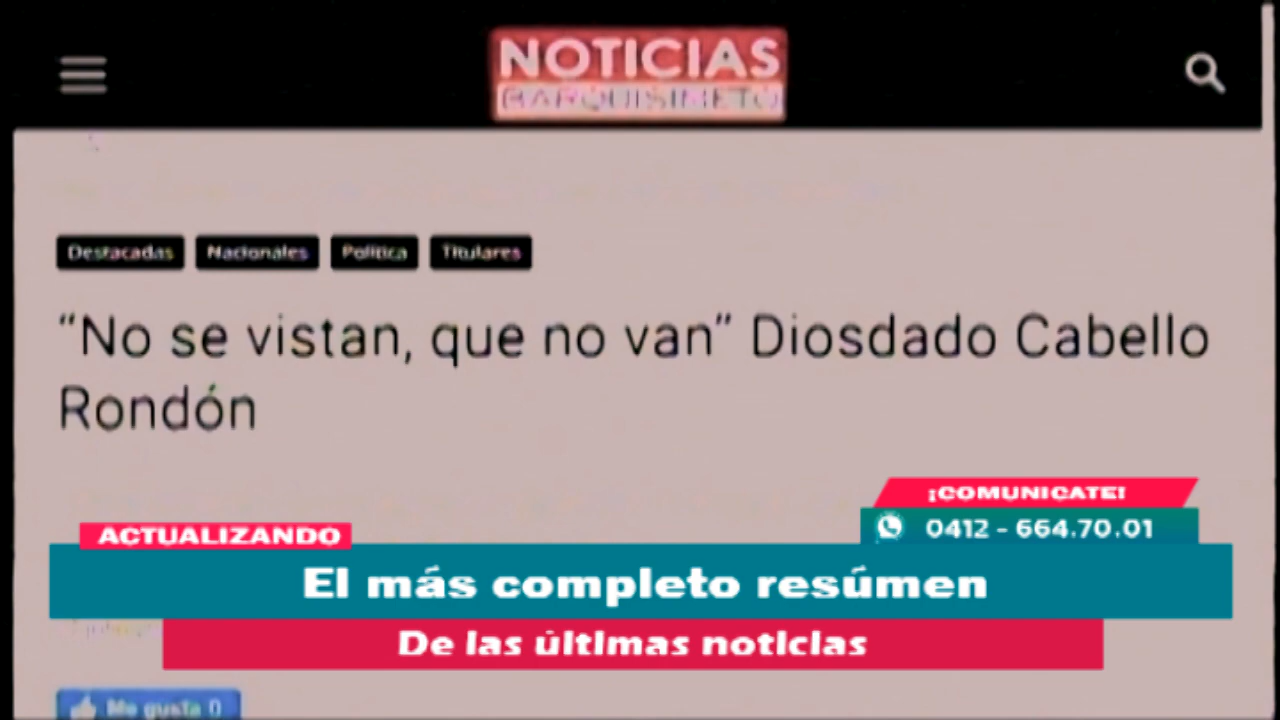 NOTICIAS
BARQUISIMETO
Destacadas Nacionales Política Titulares
“No se vistan, que no van” Diosdado Cabello
Rondón
¡COMUNICATE!
0412 - 664.70.01
ACTUALIZANDO
El más completo resúmen
De las últimas noticias
Me gusta 0